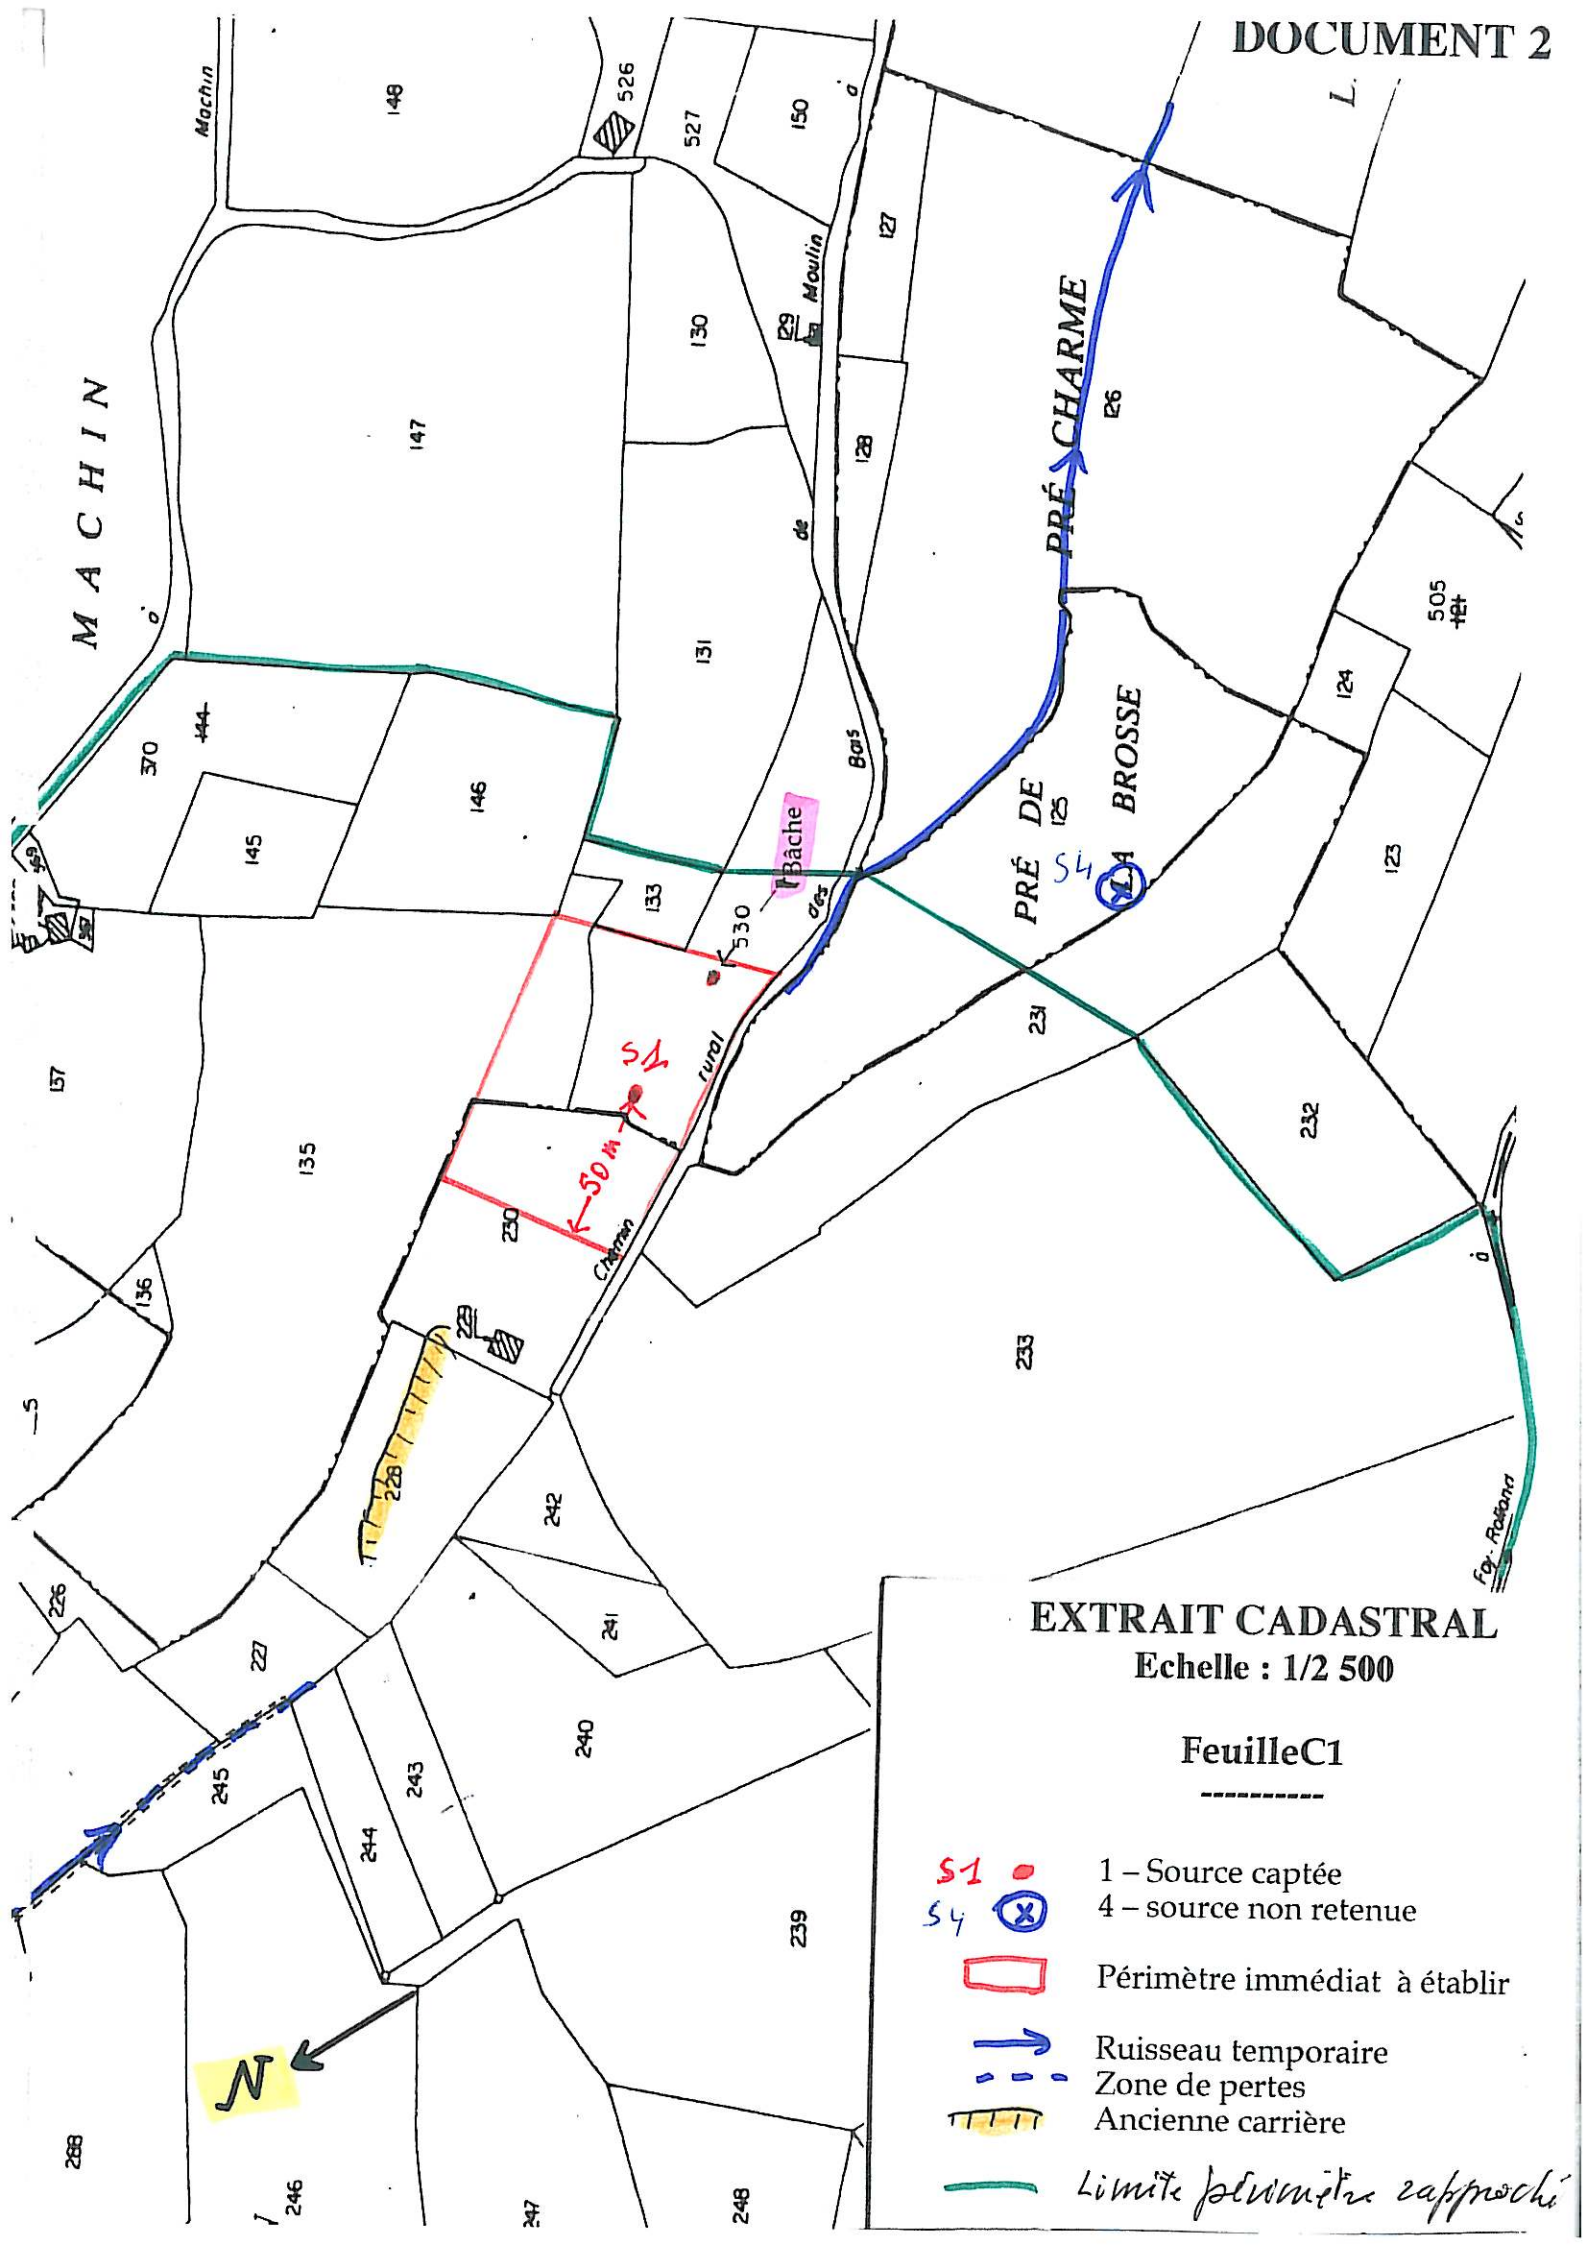 DOCUMENT 2
L.
Machin
148
526
527
150
à
127
MACHIN
à
147
130
129
Moulin
128
de
PRÉ CHARME
126
131
505
121
124
370
144
145
146
Bois
PRÉ DE
LA BROSSE
125
S4
123
Bâche
133
530
des
137
135
S1
rural
50 m
230
Chemin
231
232
à
136
229
228
233
S
242
241
226
227
245
244
243
240
239
Fay-Rabann
N
288
246
247
248
EXTRAIT CADASTRAL
Echelle : 1/2 500
FeuilleC1
----------
S1 1 – Source captée
S4 4 – source non retenue
Périmètre immédiat à établir
Ruisseau temporaire
Zone de pertes
Ancienne carrière
Limite périmètre rapproché